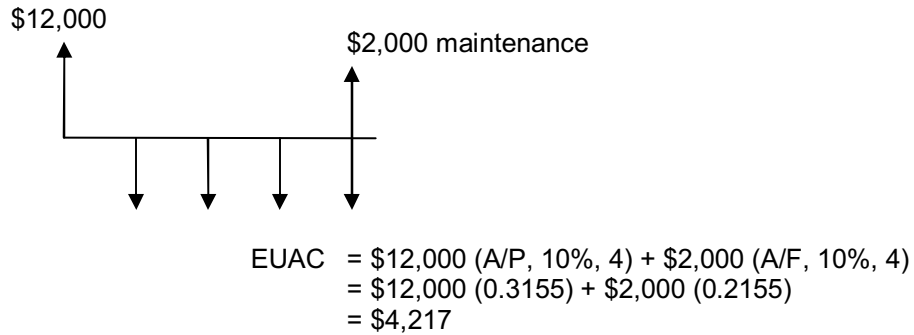 $12,000
$2,000 maintenance
EUAC = $12,000 (A/P, 10%, 4) + $2,000 (A/F, 10%, 4)
= $12,000 (0.3155) + $2,000 (0.2155)
= $4,217